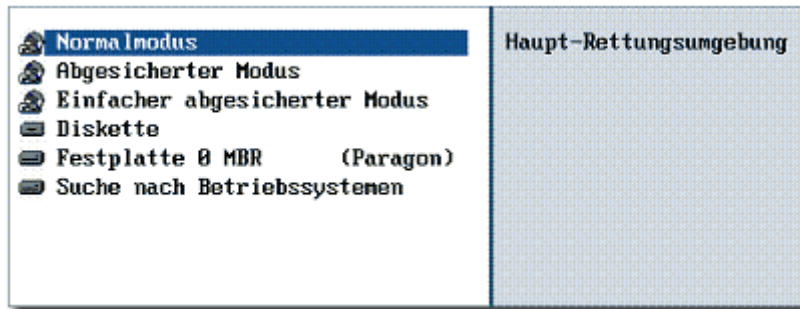 Normalmodus
Abgesicherter Modus
Einfacher abgesicherter Modus
Diskette
Festplatte 0 MBR (Paragon)
Suche nach Betriebssystemen
Haupt-Rettungsumgebung